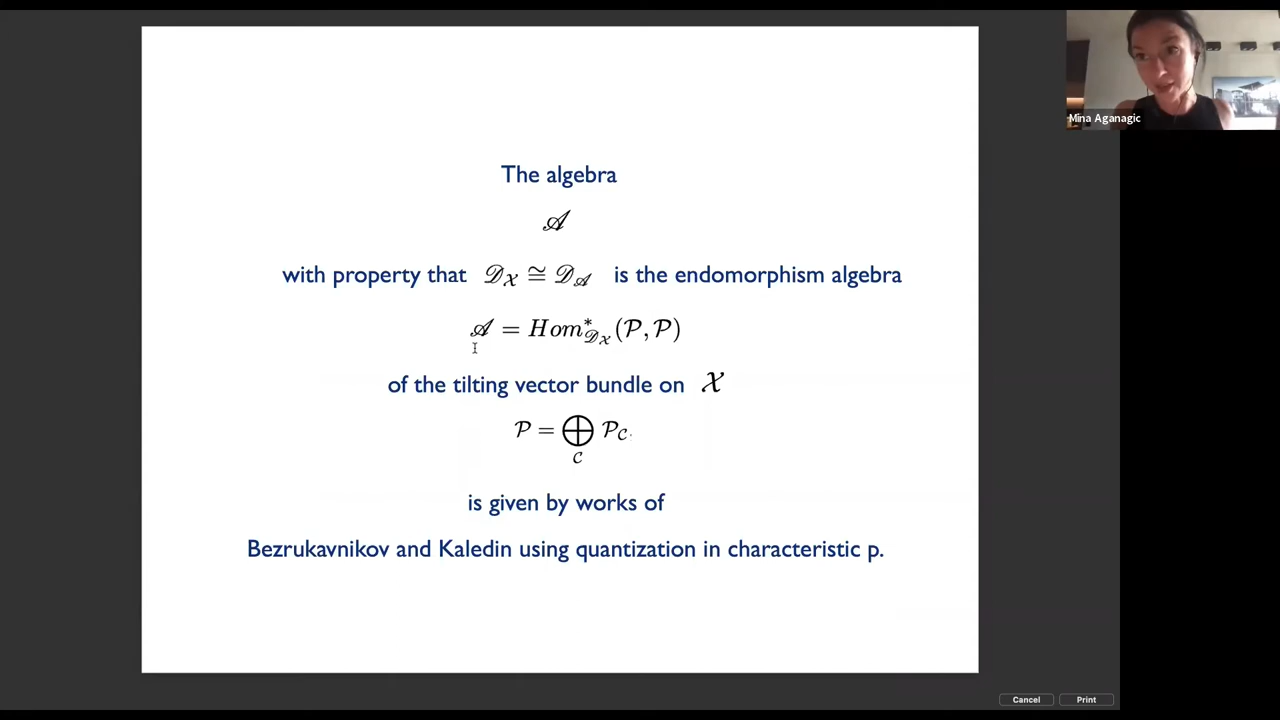 The algebra
𝒜
with property that 𝒟_𝒳 ≅ 𝒟_𝒜 is the endomorphism algebra
𝒜 = Hom*_{𝒟_𝒳}(𝒫, 𝒫)
of the tilting vector bundle on 𝒳
𝒫 = ⨁_𝒞 𝒫_𝒞.
is given by works of
Bezrukavnikov and Kaledin using quantization in characteristic p.
Mina Aganagic
Cancel
Print